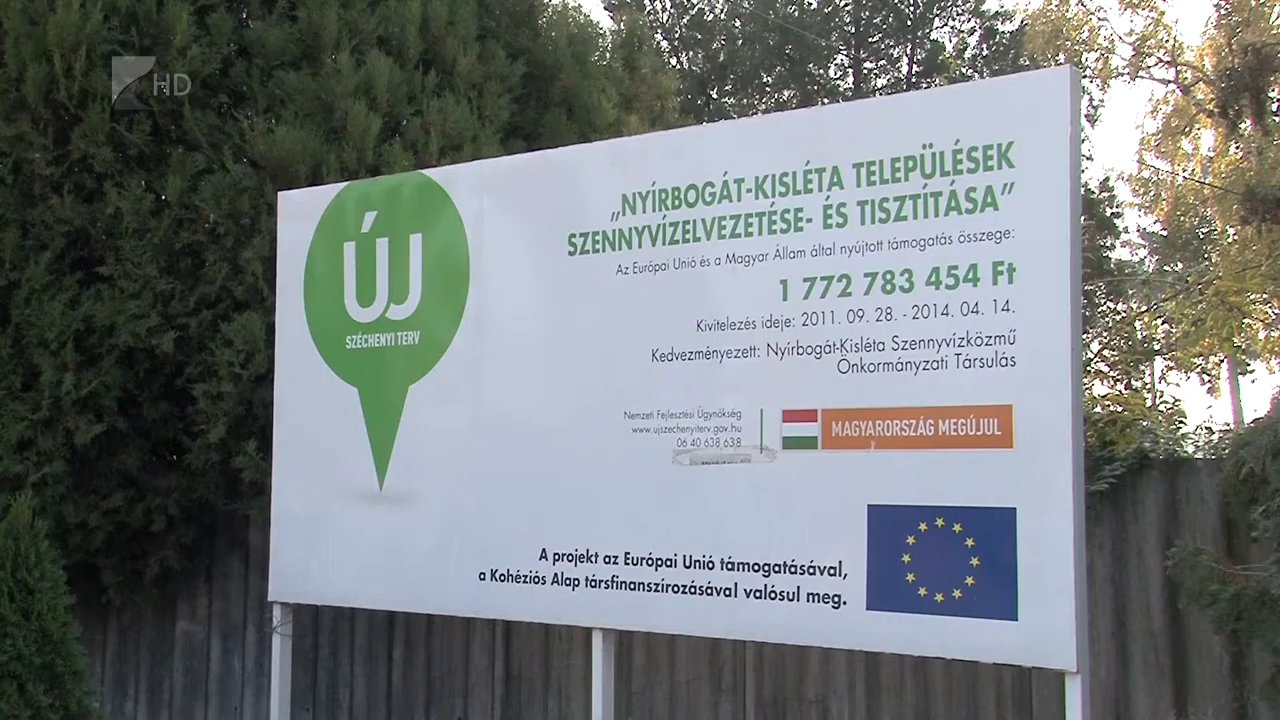 HD
ÚJ
SZÉCHENYI TERV
„NYÍRBOGÁT-KISLÉTA TELEPÜLÉSEK
SZENNYVÍZELVEZETÉSE- ÉS TISZTÍTÁSA”
Az Európai Unió és a Magyar Állam által nyújtott támogatás összege:
1 772 783 454 Ft
Kivitelezés ideje: 2011. 09. 28. - 2014. 04. 14.
Kedvezményezett: Nyírbogát-Kisléta Szennyvízközmű
Önkormányzati Társulás
Nemzeti Fejlesztési Ügynökség
www.ujszechenyiterv.gov.hu
06 40 638 638
MAGYARORSZÁG MEGÚJUL
A projekt az Európai Unió támogatásával,
a Kohéziós Alap társfinanszírozásával valósul meg.